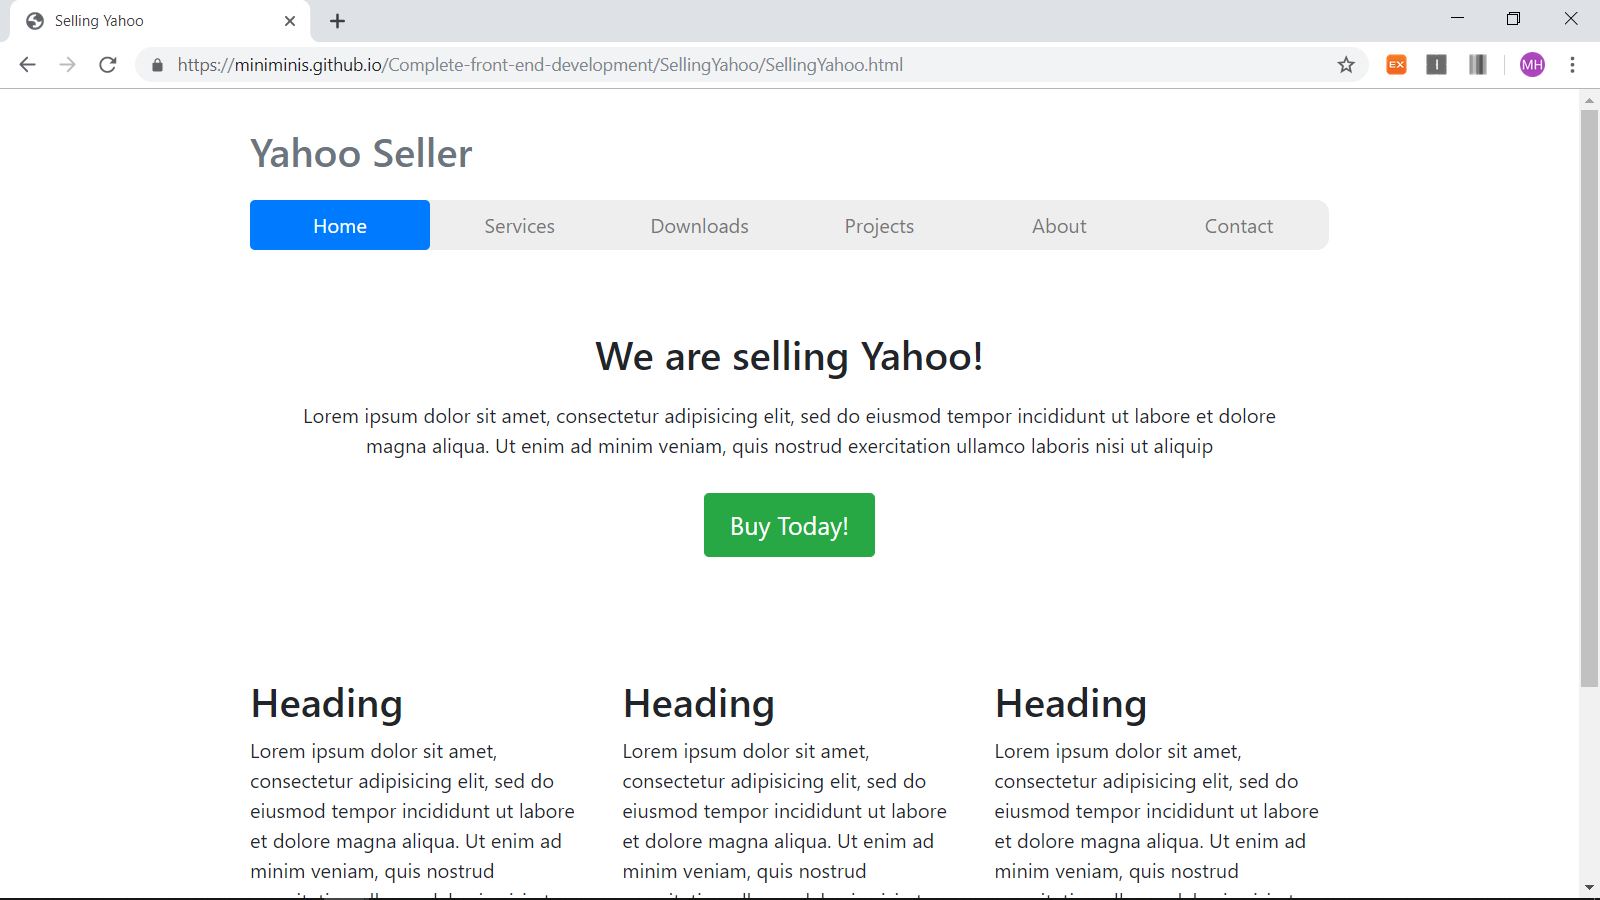 Selling Yahoo
https://miniminis.github.io/Complete-front-end-development/SellingYahoo/SellingYahoo.html
EX
I
MH
Yahoo Seller
Home Services Downloads Projects About Contact
We are selling Yahoo!
Lorem ipsum dolor sit amet, consectetur adipisicing elit, sed do eiusmod tempor incididunt ut labore et dolore
magna aliqua. Ut enim ad minim veniam, quis nostrud exercitation ullamco laboris nisi ut aliquip
Buy Today!
Heading
Lorem ipsum dolor sit amet,
consectetur adipisicing elit, sed do
eiusmod tempor incididunt ut labore
et dolore magna aliqua. Ut enim ad
minim veniam, quis nostrud
Heading
Lorem ipsum dolor sit amet,
consectetur adipisicing elit, sed do
eiusmod tempor incididunt ut labore
et dolore magna aliqua. Ut enim ad
minim veniam, quis nostrud
Heading
Lorem ipsum dolor sit amet,
consectetur adipisicing elit, sed do
eiusmod tempor incididunt ut labore
et dolore magna aliqua. Ut enim ad
minim veniam, quis nostrud